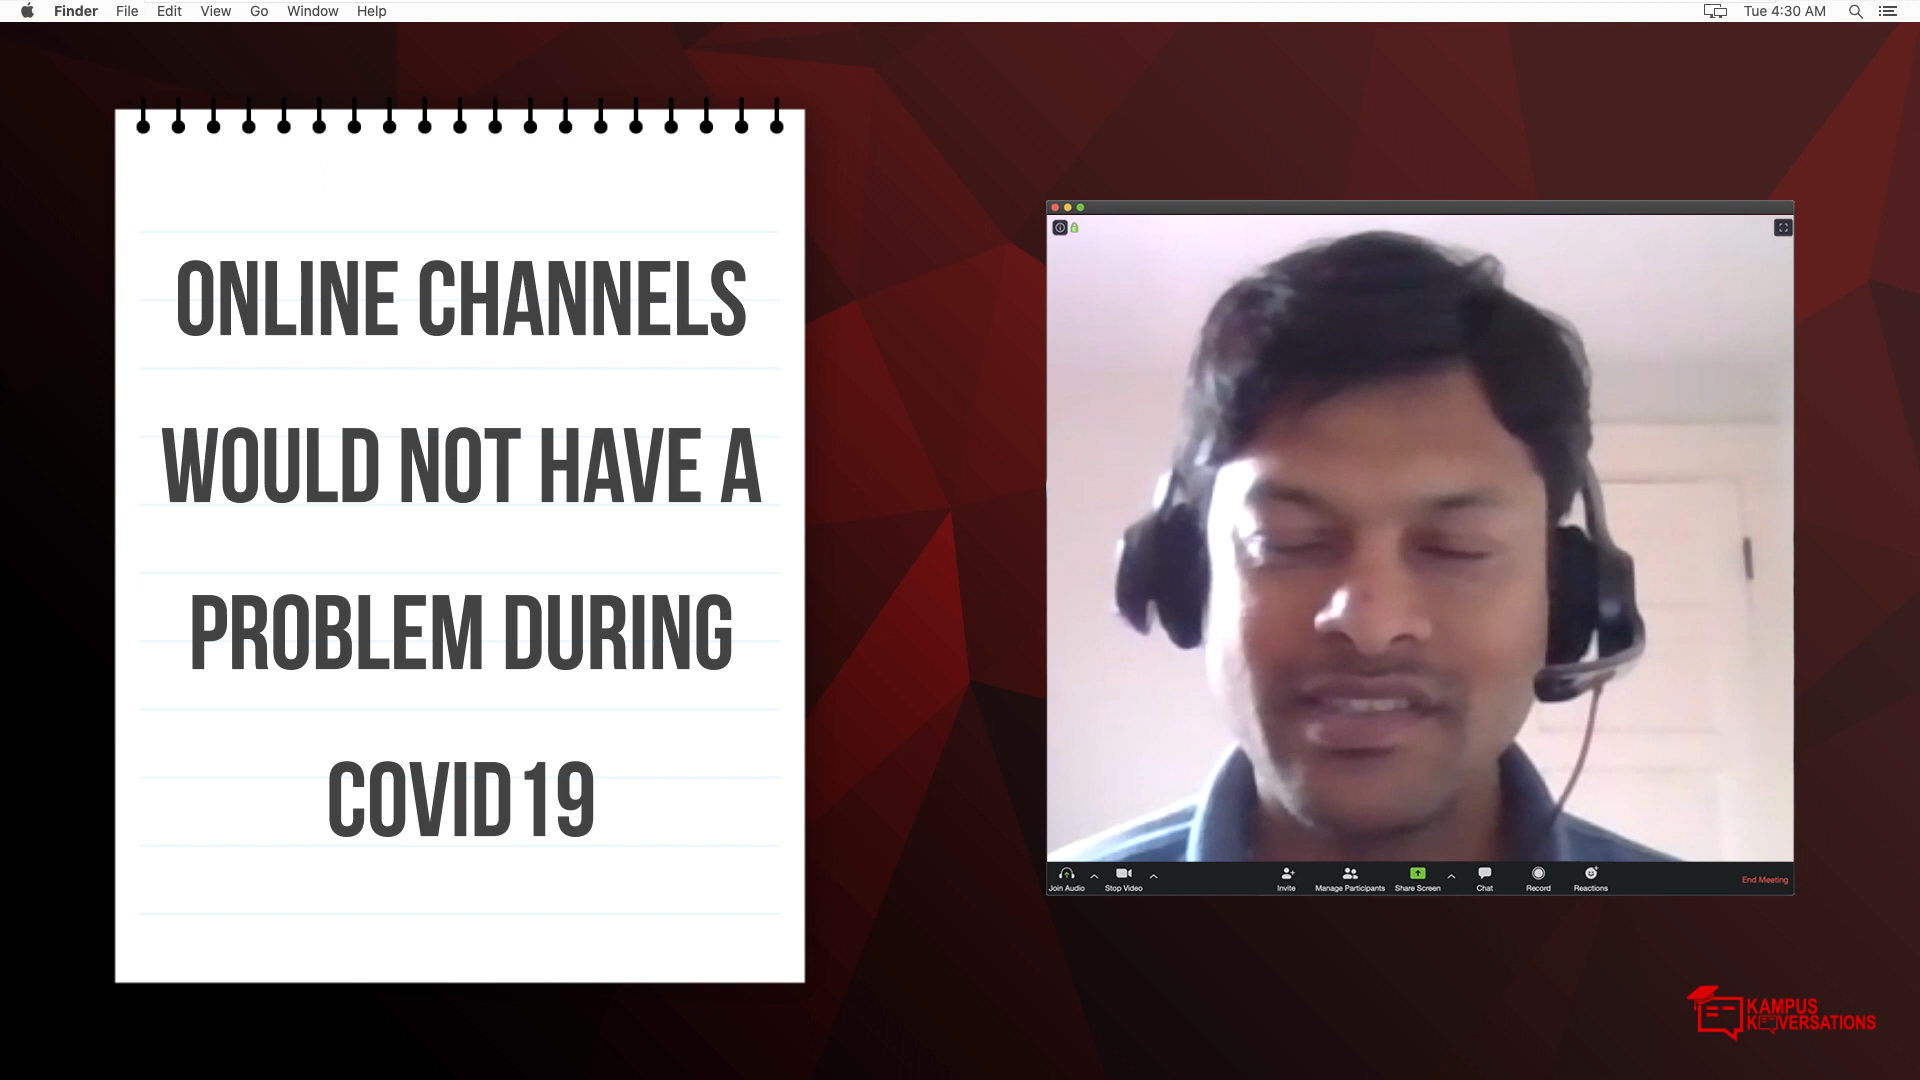 Finder File Edit View Go Window Help Tue 4:30 AM
ONLINE CHANNELS
WOULD NOT HAVE A
PROBLEM DURING
COVID19
Join Audio Stop Video Invite Manage Participants Share Screen Chat Record Reactions End Meeting
KAMPUS
KONVERSATIONS